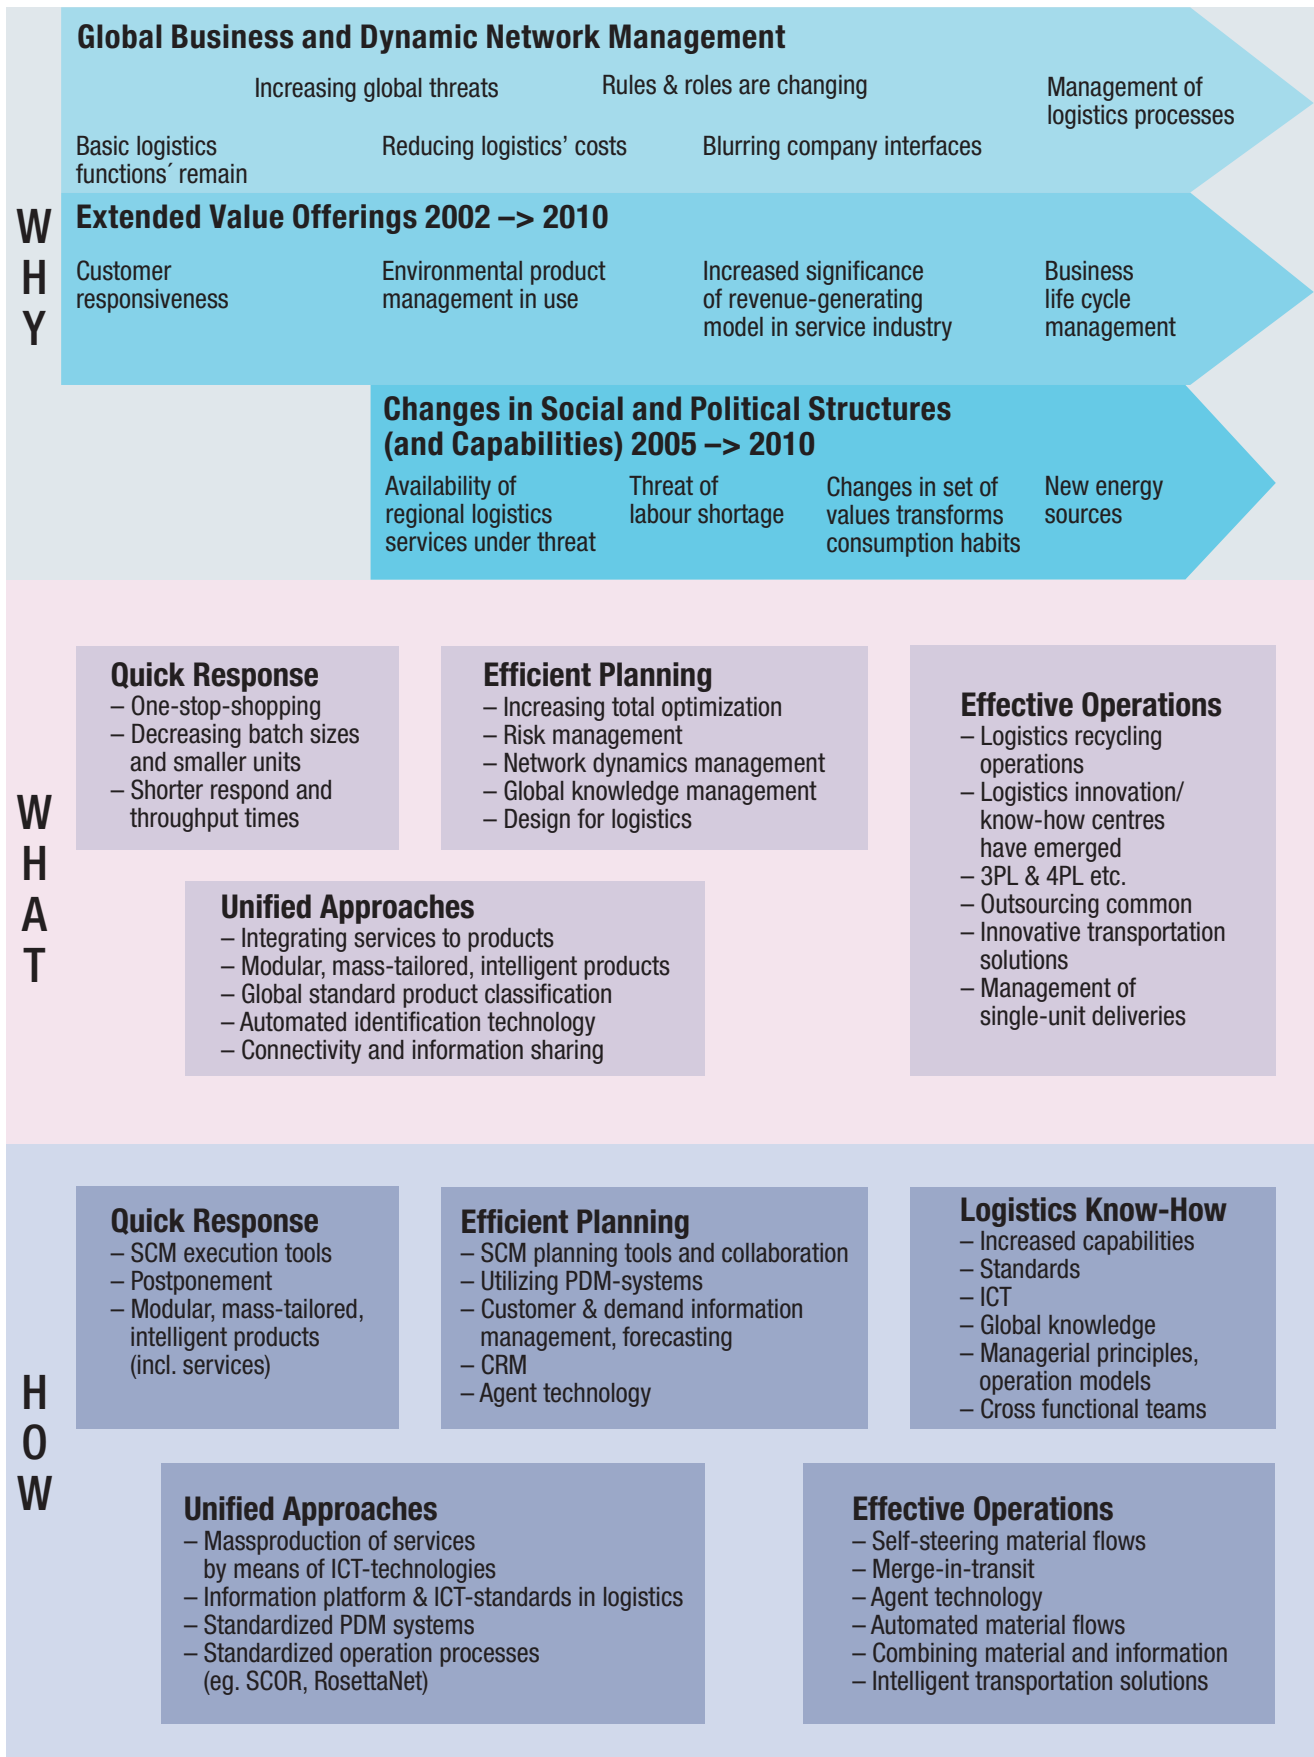 WHY
Global Business and Dynamic Network Management
Increasing global threats
Rules & roles are changing
Management of
logistics processes
Basic logistics
functions´ remain
Reducing logistics’ costs
Blurring company interfaces
Extended Value Offerings 2002 –> 2010
Customer
responsiveness
Environmental product
management in use
Increased significance
of revenue-generating
model in service industry
Business
life cycle
management
Changes in Social and Political Structures
(and Capabilities) 2005 –> 2010
Availability of
regional logistics
services under threat
Threat of
labour shortage
Changes in set of
values transforms
consumption habits
New energy
sources
WHAT
Quick Response
– One-stop-shopping
– Decreasing batch sizes
and smaller units
– Shorter respond and
throughput times
Efficient Planning
– Increasing total optimization
– Risk management
– Network dynamics management
– Global knowledge management
– Design for logistics
Effective Operations
– Logistics recycling
operations
– Logistics innovation/
know-how centres
have emerged
– 3PL & 4PL etc.
– Outsourcing common
– Innovative transportation
solutions
– Management of
single-unit deliveries
Unified Approaches
– Integrating services to products
– Modular, mass-tailored, intelligent products
– Global standard product classification
– Automated identification technology
– Connectivity and information sharing
HOW
Quick Response
– SCM execution tools
– Postponement
– Modular, mass-tailored,
intelligent products
(incl. services)
Efficient Planning
– SCM planning tools and collaboration
– Utilizing PDM-systems
– Customer & demand information
management, forecasting
– CRM
– Agent technology
Logistics Know-How
– Increased capabilities
– Standards
– ICT
– Global knowledge
– Managerial principles,
operation models
– Cross functional teams
Unified Approaches
– Massproduction of services
by means of ICT-technologies
– Information platform & ICT-standards in logistics
– Standardized PDM systems
– Standardized operation processes
(eg. SCOR, RosettaNet)
Effective Operations
– Self-steering material flows
– Merge-in-transit
– Agent technology
– Automated material flows
– Combining material and information
– Intelligent transportation solutions